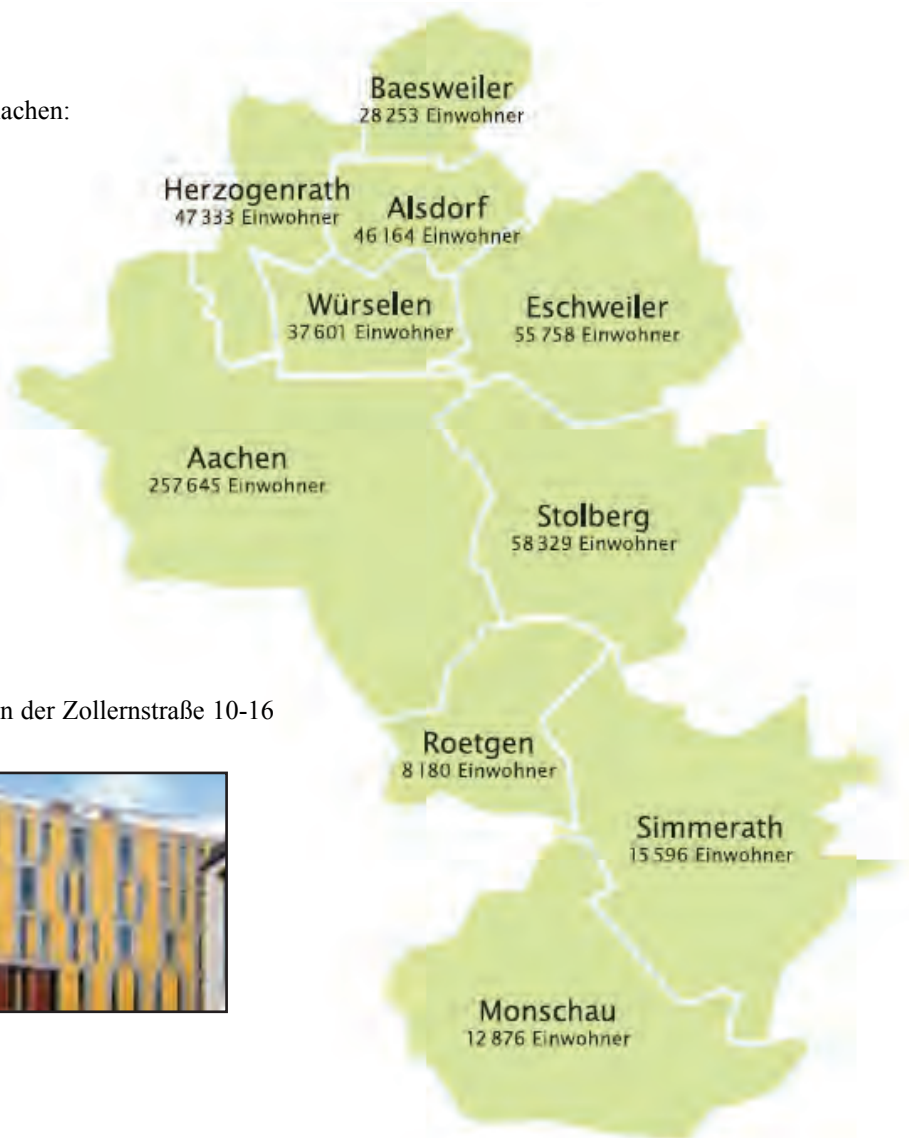 achen:
Baesweiler
28 253 Einwohner
Herzogenrath
47 333 Einwohner
Alsdorf
46 164 Einwohner
Würselen
37 601 Einwohner
Eschweiler
55 758 Einwohner
Aachen
257 645 Einwohner
Stolberg
58 329 Einwohner
n der Zollernstraße 10-16
Roetgen
8 180 Einwohner
Simmerath
15 596 Einwohner
Monschau
12 876 Einwohner